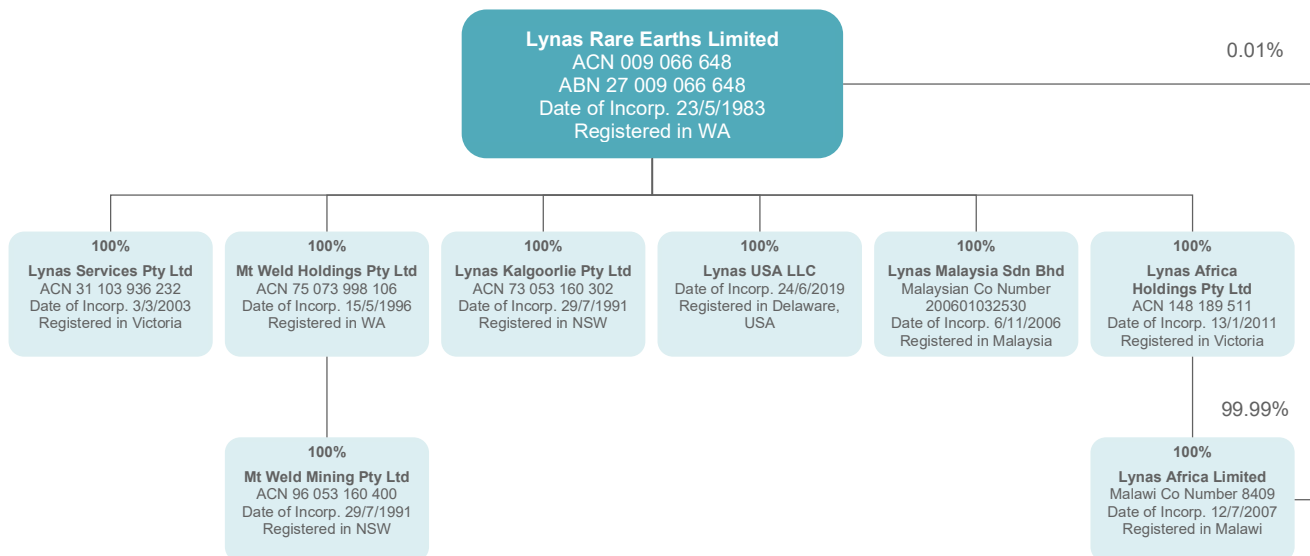 Lynas Rare Earths Limited
ACN 009 066 648
ABN 27 009 066 648
Date of Incorp. 23/5/1983
Registered in WA
0.01%
100%
Lynas Services Pty Ltd
ACN 31 103 936 232
Date of Incorp. 3/3/2003
Registered in Victoria
100%
Mt Weld Holdings Pty Ltd
ACN 75 073 998 106
Date of Incorp. 15/5/1996
Registered in WA
100%
Lynas Kalgoorlie Pty Ltd
ACN 73 053 160 302
Date of Incorp. 29/7/1991
Registered in NSW
100%
Lynas USA LLC
Date of Incorp. 24/6/2019
Registered in Delaware,
USA
100%
Lynas Malaysia Sdn Bhd
Malaysian Co Number
200601032530
Date of Incorp. 6/11/2006
Registered in Malaysia
100%
Lynas Africa
Holdings Pty Ltd
ACN 148 189 511
Date of Incorp. 13/1/2011
Registered in Victoria
99.99%
100%
Mt Weld Mining Pty Ltd
ACN 96 053 160 400
Date of Incorp. 29/7/1991
Registered in NSW
100%
Lynas Africa Limited
Malawi Co Number 8409
Date of Incorp. 12/7/2007
Registered in Malawi